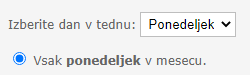 Izberite dan v tednu: Ponedeljek
Vsak ponedeljek v mesecu.